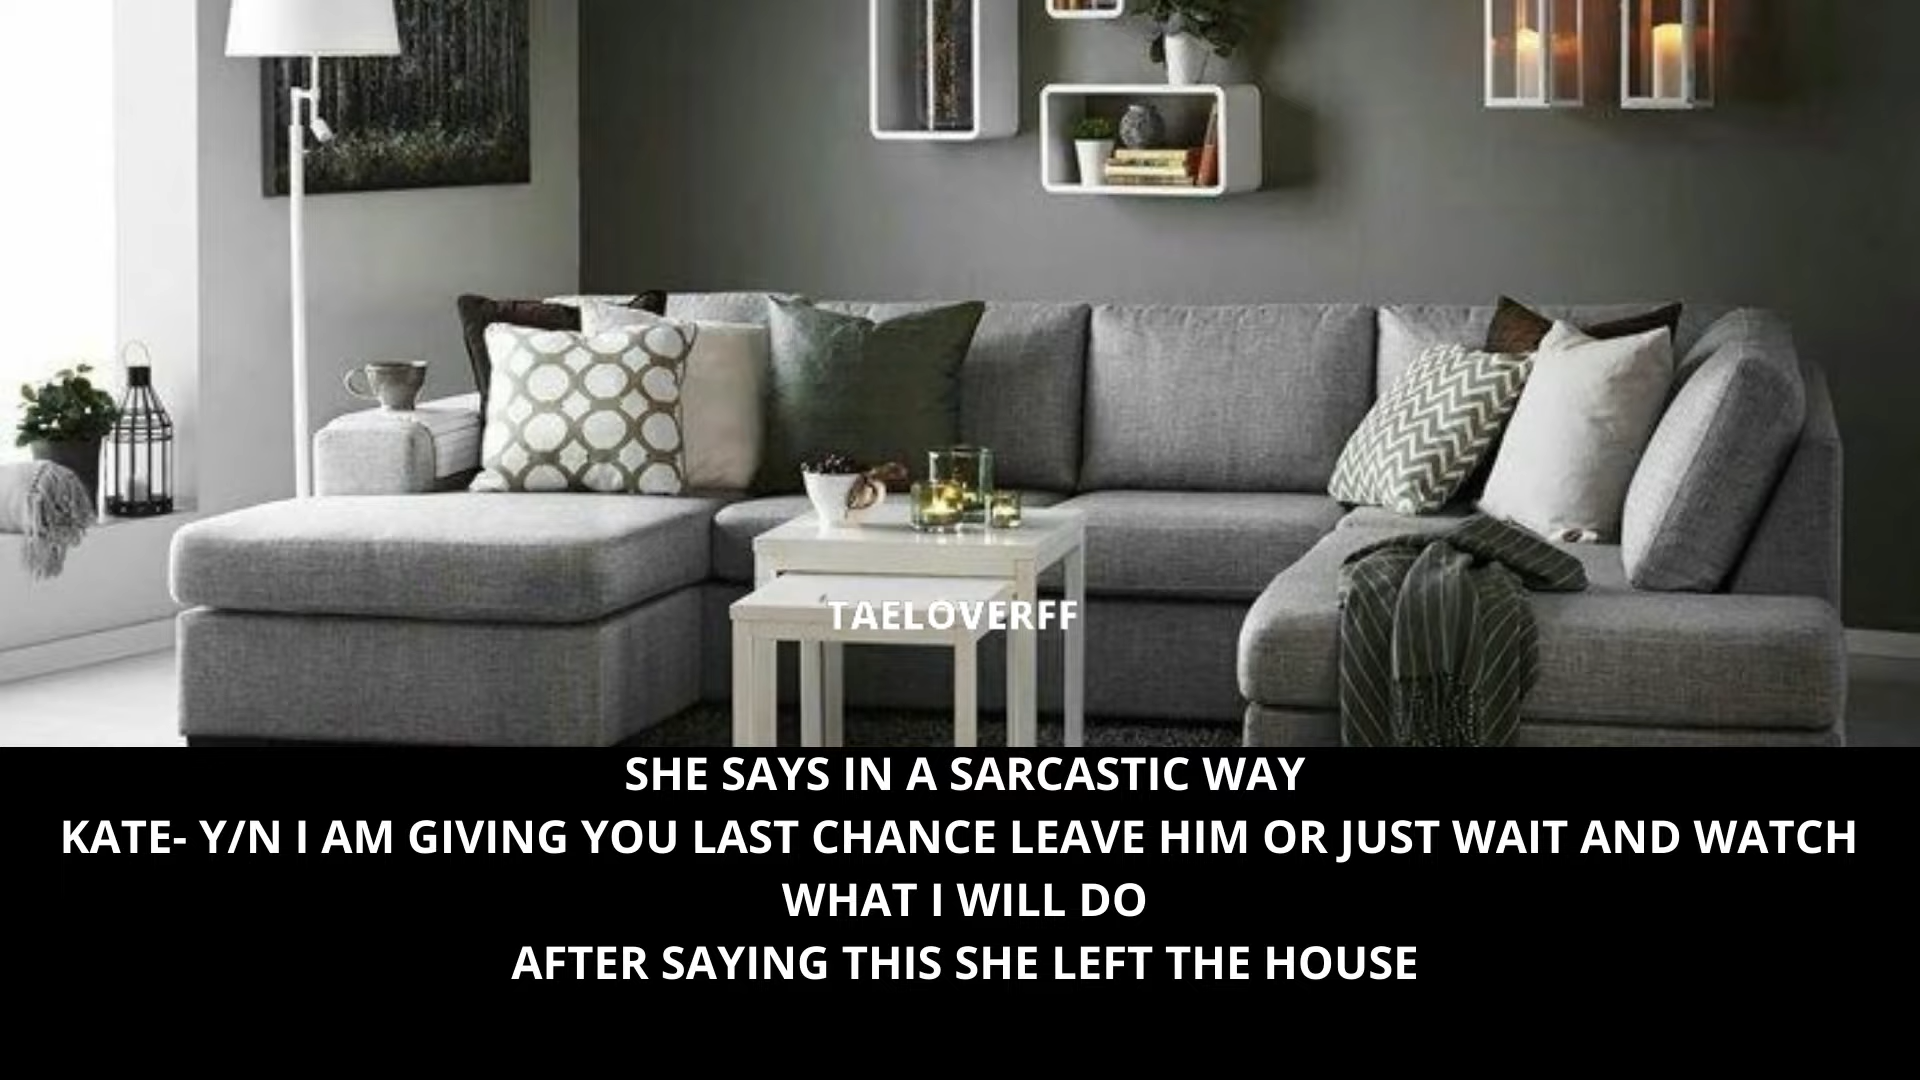 TAELOVERFF
SHE SAYS IN A SARCASTIC WAY
KATE- Y/N I AM GIVING YOU LAST CHANCE LEAVE HIM OR JUST WAIT AND WATCH
WHAT I WILL DO
AFTER SAYING THIS SHE LEFT THE HOUSE